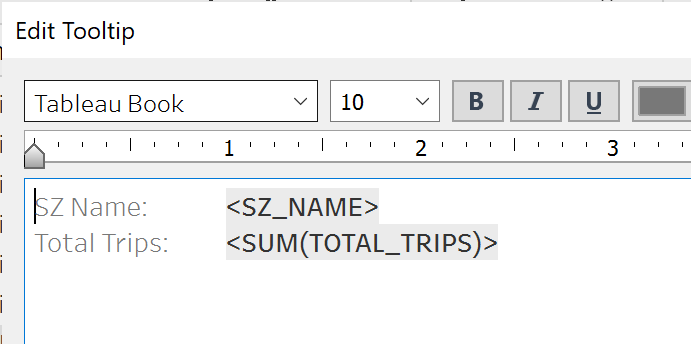 Edit Tooltip
Tableau Book 10 B I U
1 2 3
SZ Name: <SZ_NAME>
Total Trips: <SUM(TOTAL_TRIPS)>